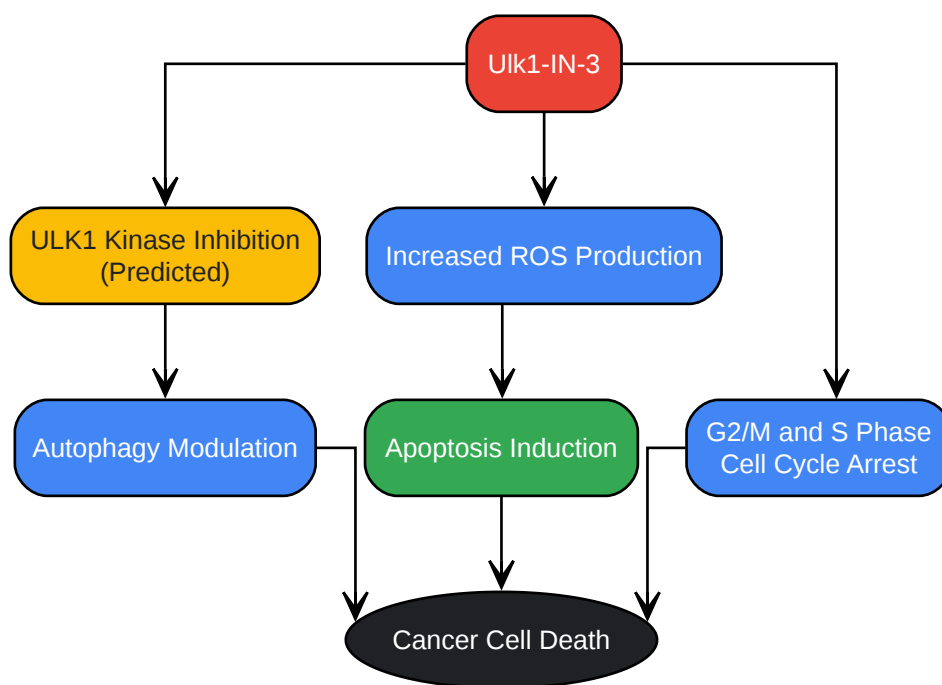 Ulk1-IN-3
ULK1 Kinase Inhibition
(Predicted)
Increased ROS Production
Autophagy Modulation
Apoptosis Induction
G2/M and S Phase
Cell Cycle Arrest
Cancer Cell Death